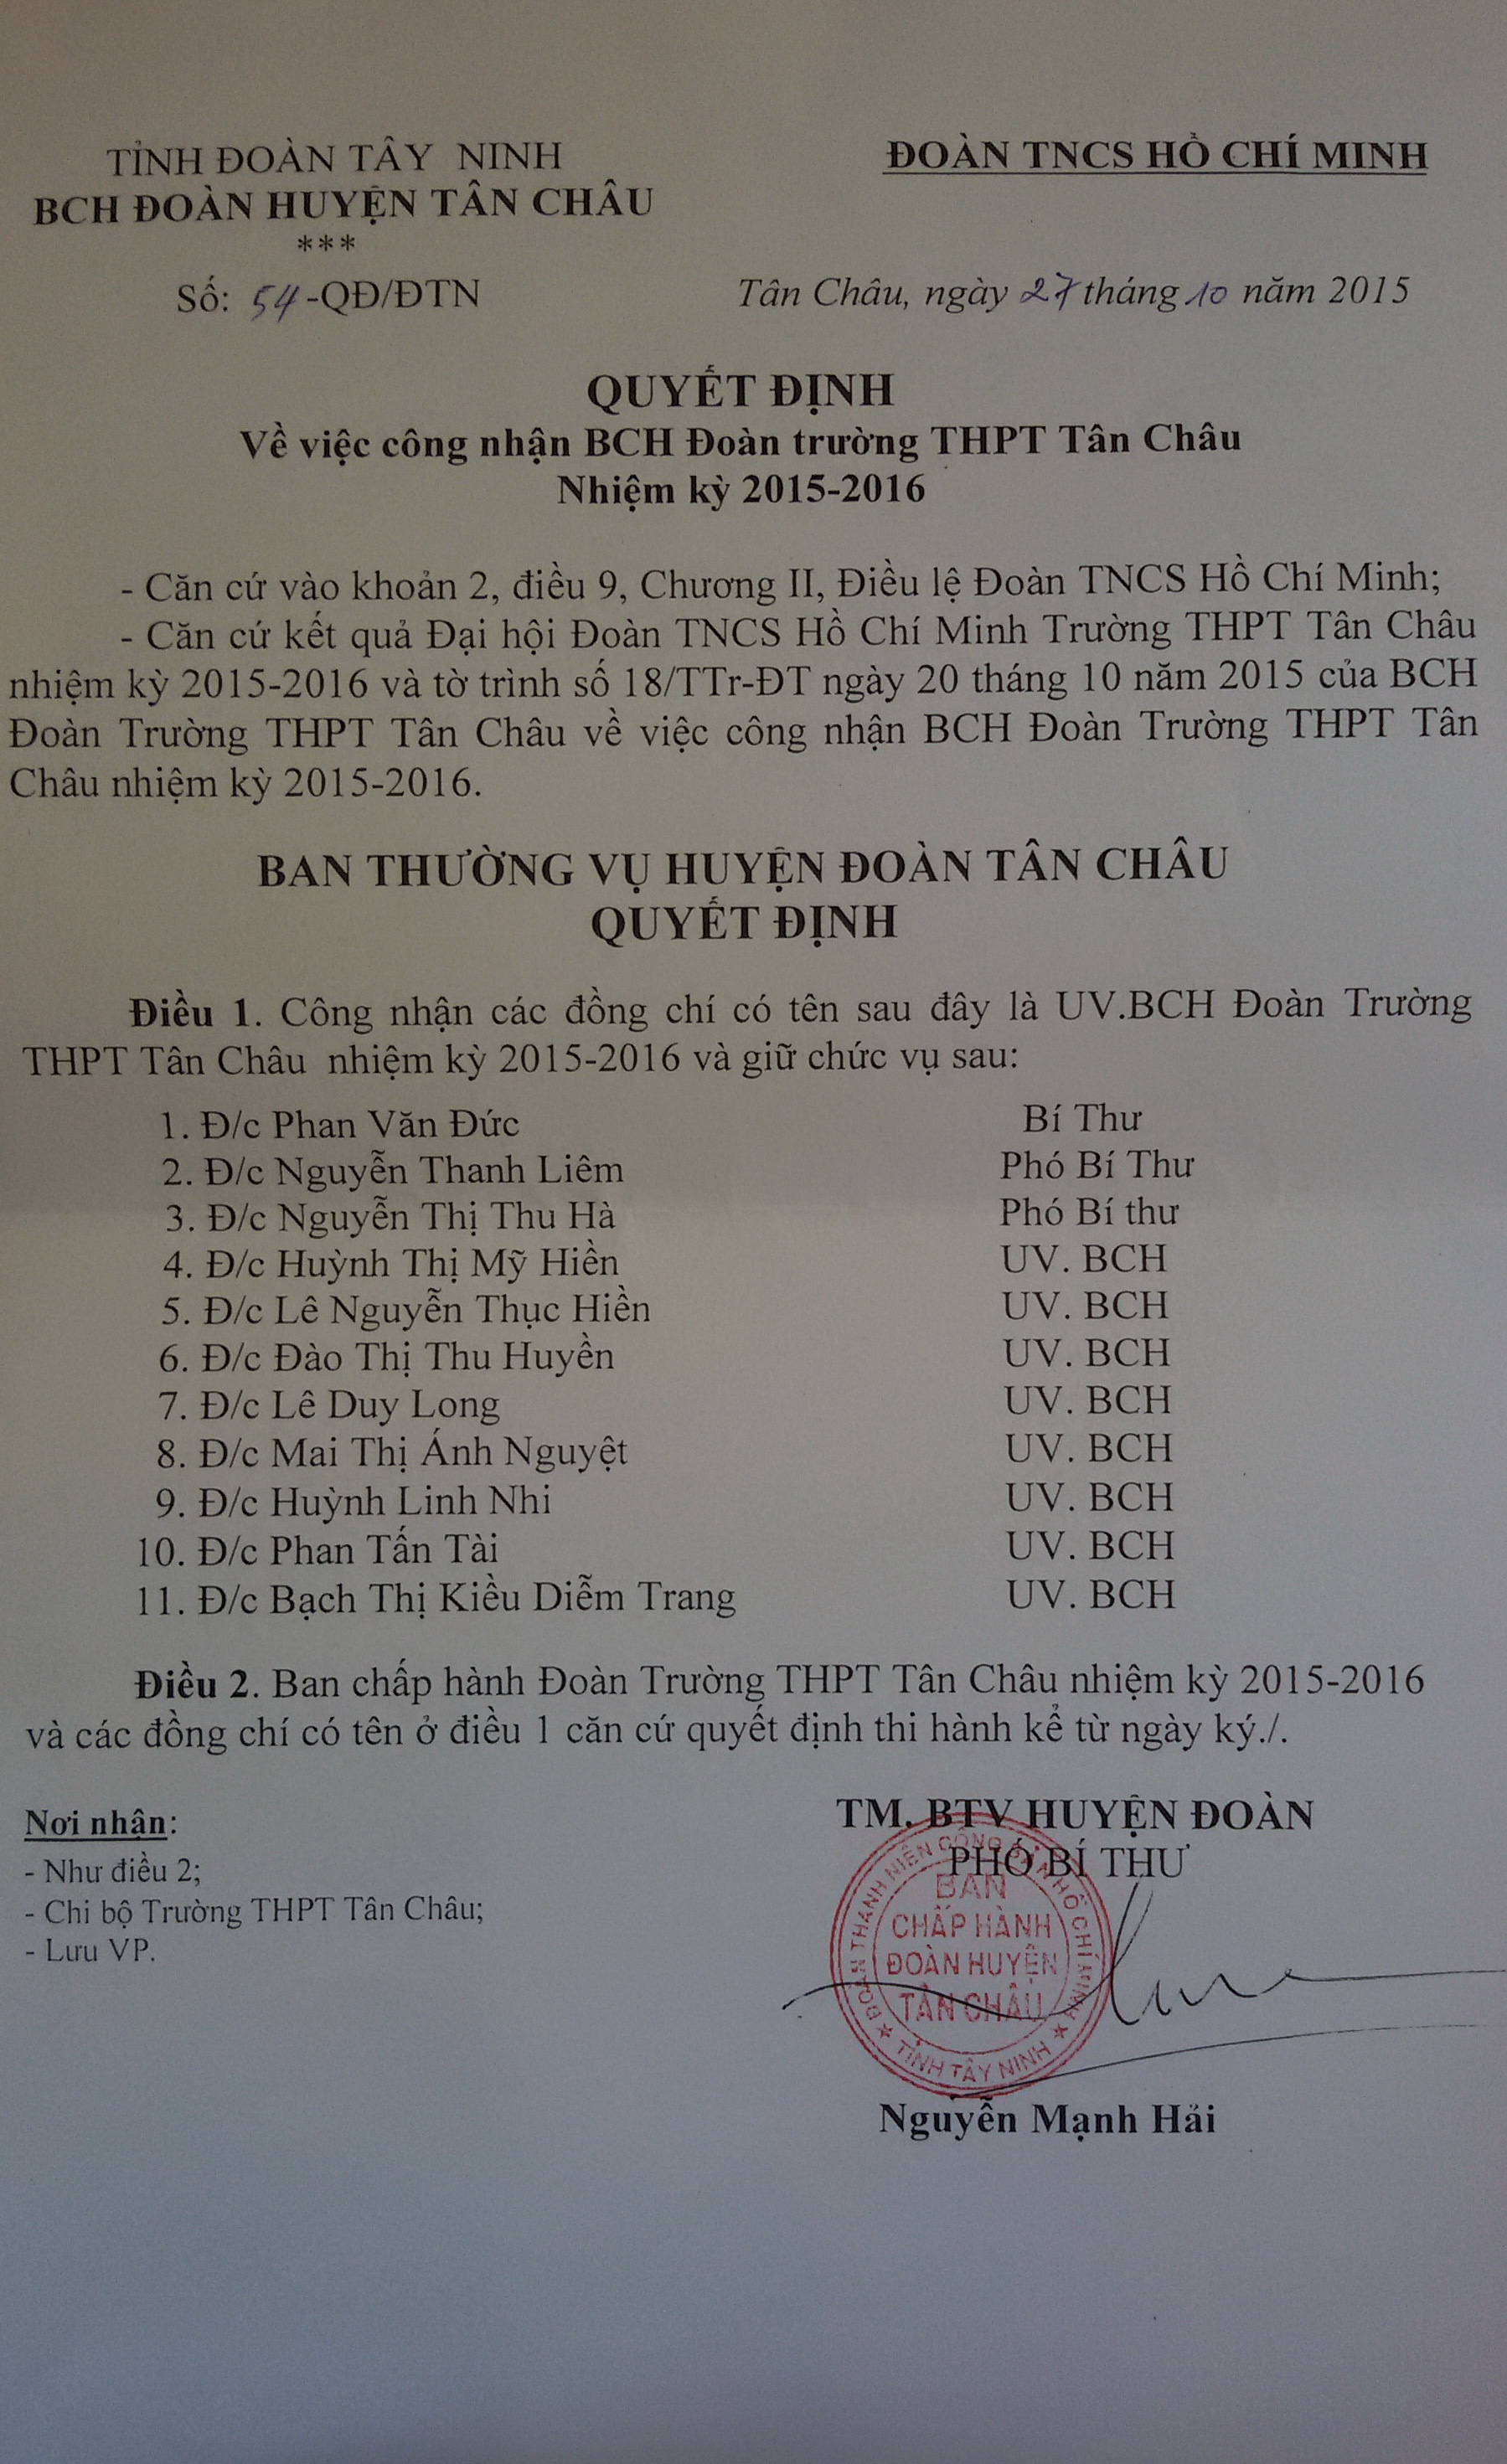 TỈNH ĐOÀN TÂY NINH
BCH ĐOÀN HUYỆN TÂN CHÂU
***
Số: 54-QĐ/ĐTN
ĐOÀN TNCS HỒ CHÍ MINH
Tân Châu, ngày 27 tháng 10 năm 2015
QUYẾT ĐỊNH
Về việc công nhận BCH Đoàn trường THPT Tân Châu
Nhiệm kỳ 2015-2016
- Căn cứ vào khoản 2, điều 9, Chương II, Điều lệ Đoàn TNCS Hồ Chí Minh;
- Căn cứ kết quả Đại hội Đoàn TNCS Hồ Chí Minh Trường THPT Tân Châu
nhiệm kỳ 2015-2016 và tờ trình số 18/TTr-ĐT ngày 20 tháng 10 năm 2015 của BCH
Đoàn Trường THPT Tân Châu về việc công nhận BCH Đoàn Trường THPT Tân
Châu nhiệm kỳ 2015-2016.
BAN THƯỜNG VỤ HUYỆN ĐOÀN TÂN CHÂU
QUYẾT ĐỊNH
Điều 1. Công nhận các đồng chí có tên sau đây là UV.BCH Đoàn Trường
THPT Tân Châu nhiệm kỳ 2015-2016 và giữ chức vụ sau:
1. Đ/c Phan Văn Đức Bí Thư
2. Đ/c Nguyễn Thanh Liêm Phó Bí Thư
3. Đ/c Nguyễn Thị Thu Hà Phó Bí thư
4. Đ/c Huỳnh Thị Mỹ Hiền UV. BCH
5. Đ/c Lê Nguyễn Thục Hiền UV. BCH
6. Đ/c Đào Thị Thu Huyền UV. BCH
7. Đ/c Lê Duy Long UV. BCH
8. Đ/c Mai Thị Ánh Nguyệt UV. BCH
9. Đ/c Huỳnh Linh Nhi UV. BCH
10. Đ/c Phan Tấn Tài UV. BCH
11. Đ/c Bạch Thị Kiều Diễm Trang UV. BCH
Điều 2. Ban chấp hành Đoàn Trường THPT Tân Châu nhiệm kỳ 2015-2016
và các đồng chí có tên ở điều 1 căn cứ quyết định thi hành kể từ ngày ký./.
Nơi nhận:
- Như điều 2;
- Chi bộ Trường THPT Tân Châu;
- Lưu VP.
TM. BTV HUYỆN ĐOÀN
PHÓ BÍ THƯ
ĐOÀN THANH NIÊN CỘNG SẢN HỒ CHÍ MINH
BAN
CHẤP HÀNH
ĐOÀN HUYỆN
TÂN CHÂU
★ TỈNH TÂY NINH ★
Nguyễn Mạnh Hải